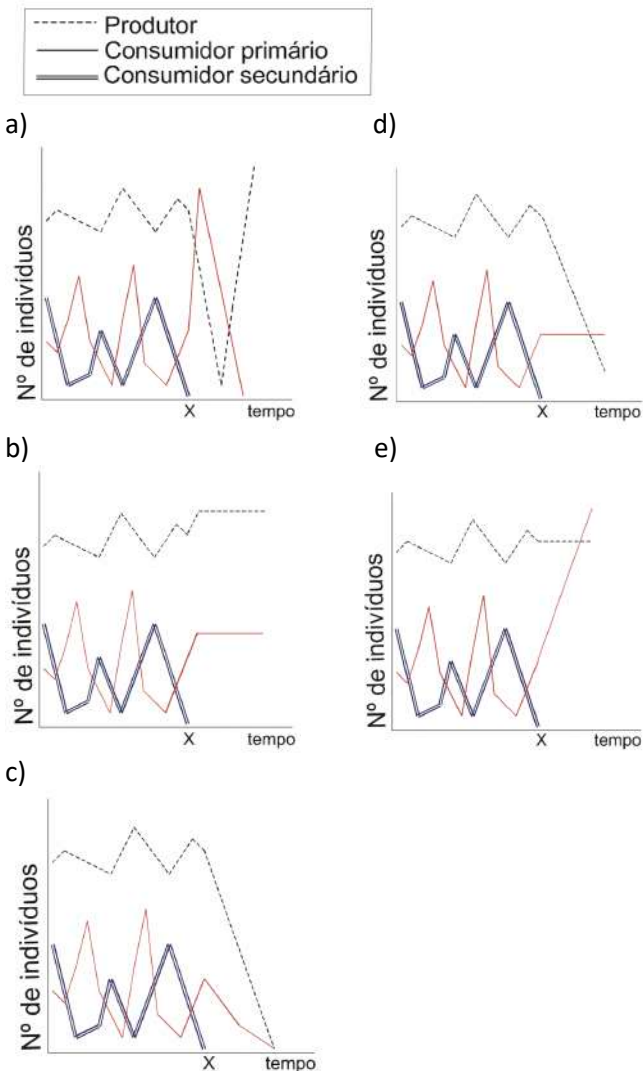 Produtor
Consumidor primário
Consumidor secundário
a)
Nº de indivíduos
X
tempo
d)
Nº de indivíduos
X
tempo
b)
Nº de indivíduos
X
tempo
e)
Nº de indivíduos
X
tempo
c)
Nº de indivíduos
X
tempo